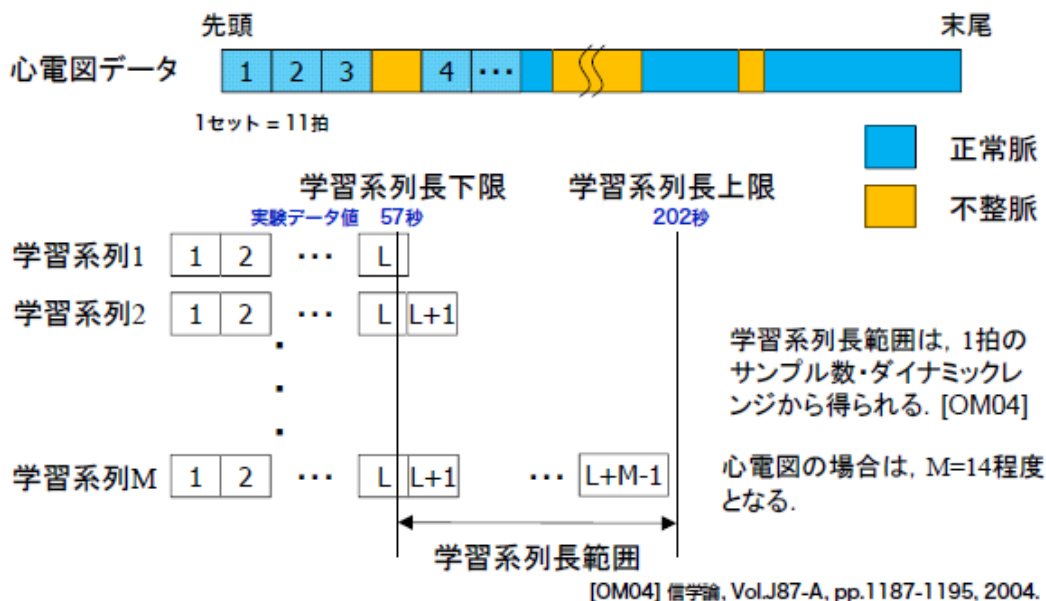 先頭
末尾
心電図データ
1 2 3 4 ···
1セット = 11拍
正常脈
不整脈
学習系列長下限
学習系列長上限
実験データ値 57秒
202秒
学習系列1 1 2 ··· L
学習系列2 1 2 ··· L L+1
学習系列長範囲は, 1拍の
サンプル数・ダイナミックレ
ンジから得られる. [OM04]
学習系列M 1 2 ··· L L+1 ··· L+M-1
心電図の場合は, M=14程度
となる.
学習系列長範囲
[OM04] 信学論, Vol.J87-A, pp.1187-1195, 2004.